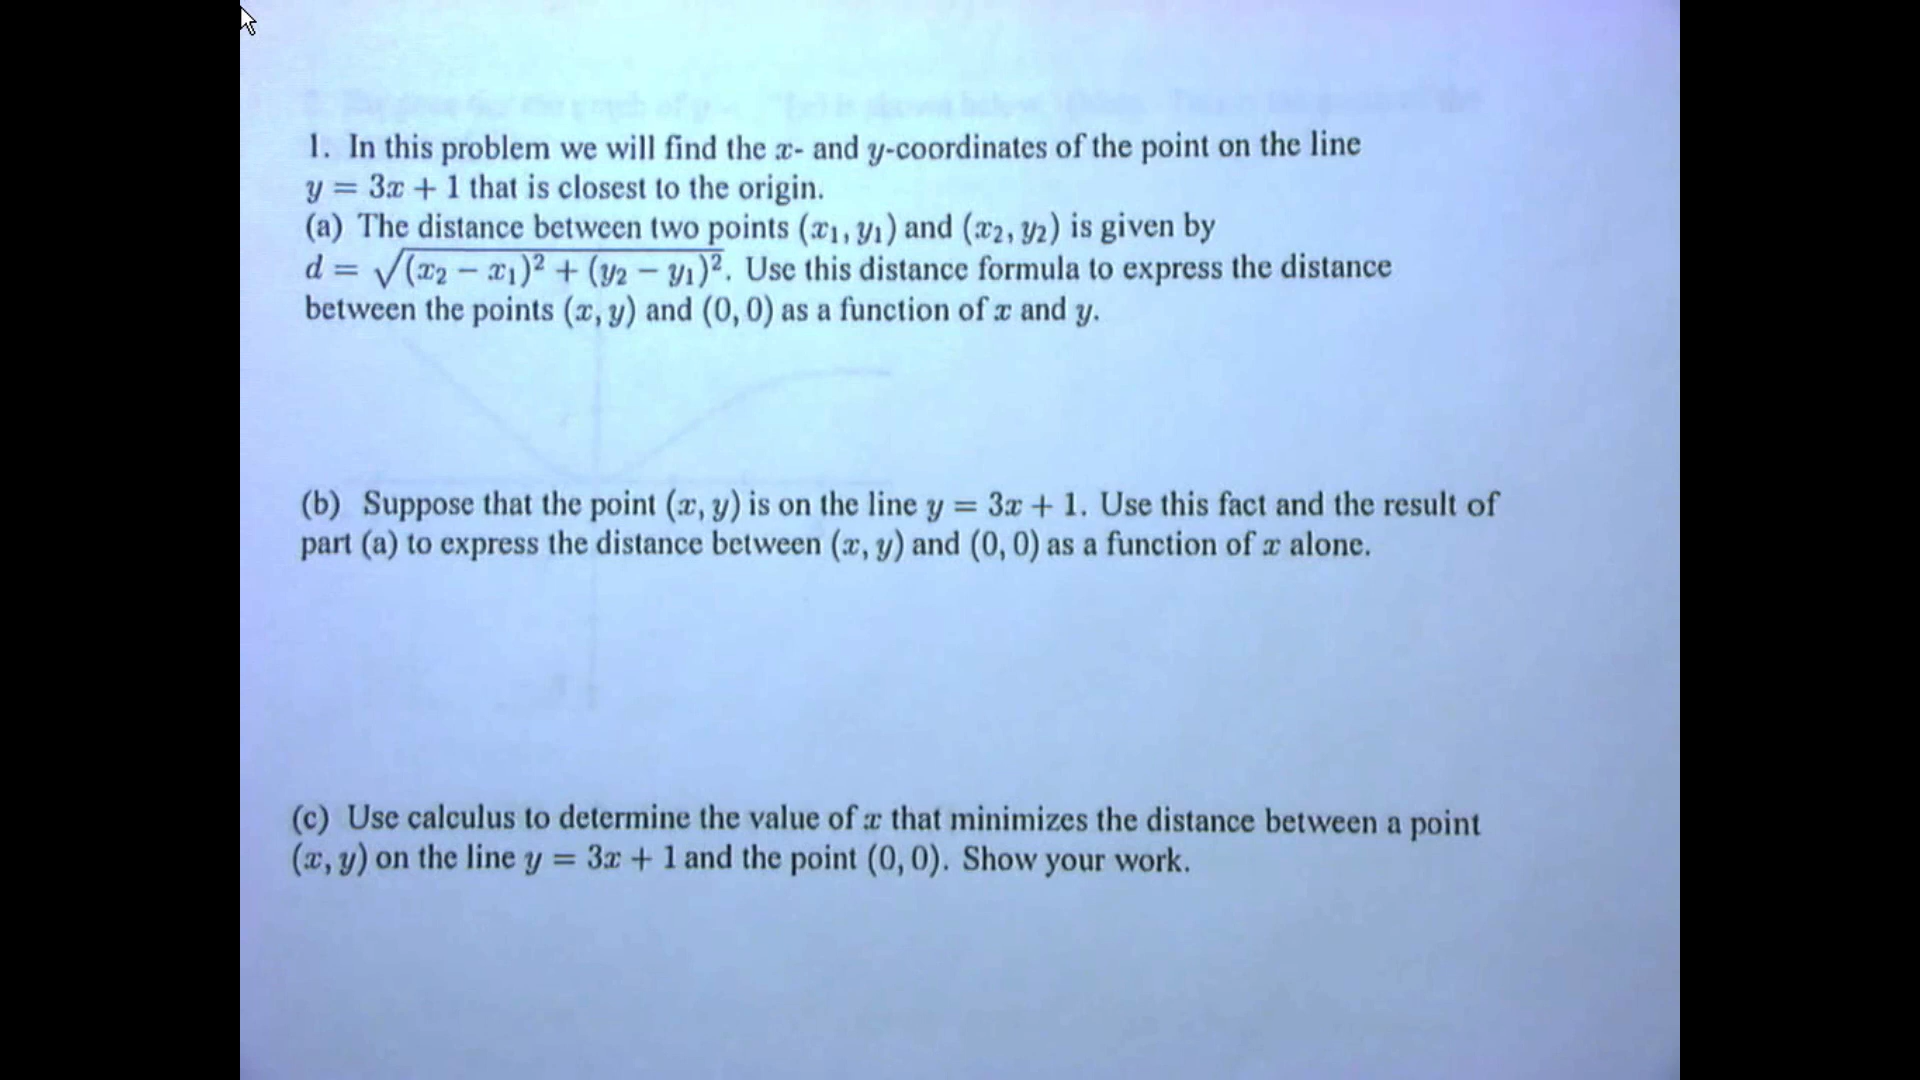 1. In this problem we will find the x- and y-coordinates of the point on the line
y = 3x + 1 that is closest to the origin.
(a) The distance between two points (x₁, y₁) and (x₂, y₂) is given by
d = √((x₂ − x₁)² + (y₂ − y₁)²). Use this distance formula to express the distance
between the points (x, y) and (0, 0) as a function of x and y.
(b) Suppose that the point (x, y) is on the line y = 3x + 1. Use this fact and the result of
part (a) to express the distance between (x, y) and (0, 0) as a function of x alone.
(c) Use calculus to determine the value of x that minimizes the distance between a point
(x, y) on the line y = 3x + 1 and the point (0, 0). Show your work.